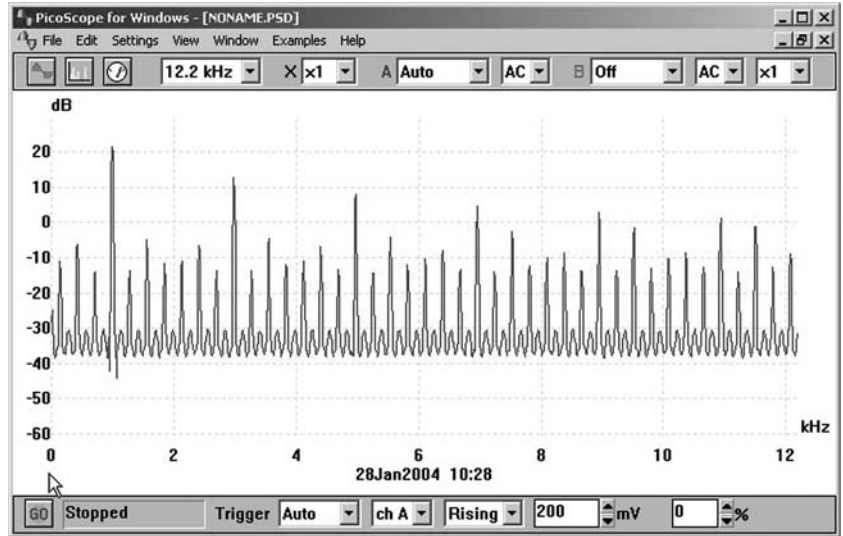 PicoScope for Windows - [NONAME.PSD]
File Edit Settings View Window Examples Help
12.2 kHz X x1 A Auto AC B Off AC x1
dB
20
10
0
-10
-20
-30
-40
-50
-60
kHz
0 2 4 6 8 10 12
28Jan2004 10:28
GO Stopped Trigger Auto ch A Rising 200 mV 0 %